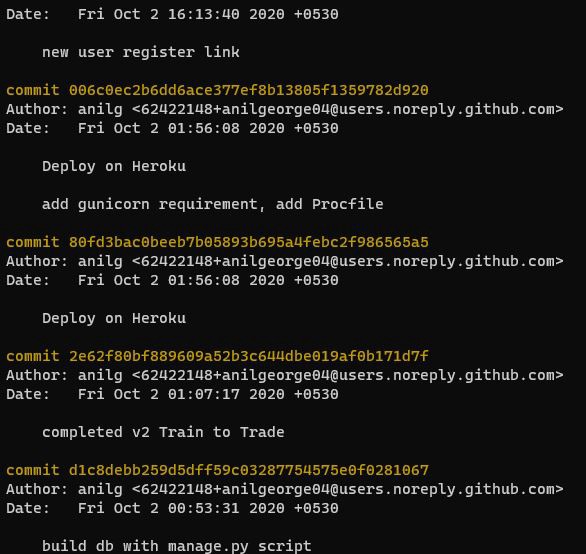 Date:   Fri Oct 2 16:13:40 2020 +0530
new user register link
commit 006c0ec2b6dd6ace377ef8b13805f1359782d920
Author: anilg <62422148+anilgeorge04@users.noreply.github.com>
Date:   Fri Oct 2 01:56:08 2020 +0530
Deploy on Heroku
add gunicorn requirement, add Procfile
commit 80fd3bac0beeb7b05893b695a4febc2f986565a5
Author: anilg <62422148+anilgeorge04@users.noreply.github.com>
Date:   Fri Oct 2 01:56:08 2020 +0530
Deploy on Heroku
commit 2e62f80bf889609a52b3c644dbe019af0b171d7f
Author: anilg <62422148+anilgeorge04@users.noreply.github.com>
Date:   Fri Oct 2 01:07:17 2020 +0530
completed v2 Train to Trade
commit d1c8debb259d5dff59c03287754575e0f0281067
Author: anilg <62422148+anilgeorge04@users.noreply.github.com>
Date:   Fri Oct 2 00:53:31 2020 +0530
build db with manage.py script